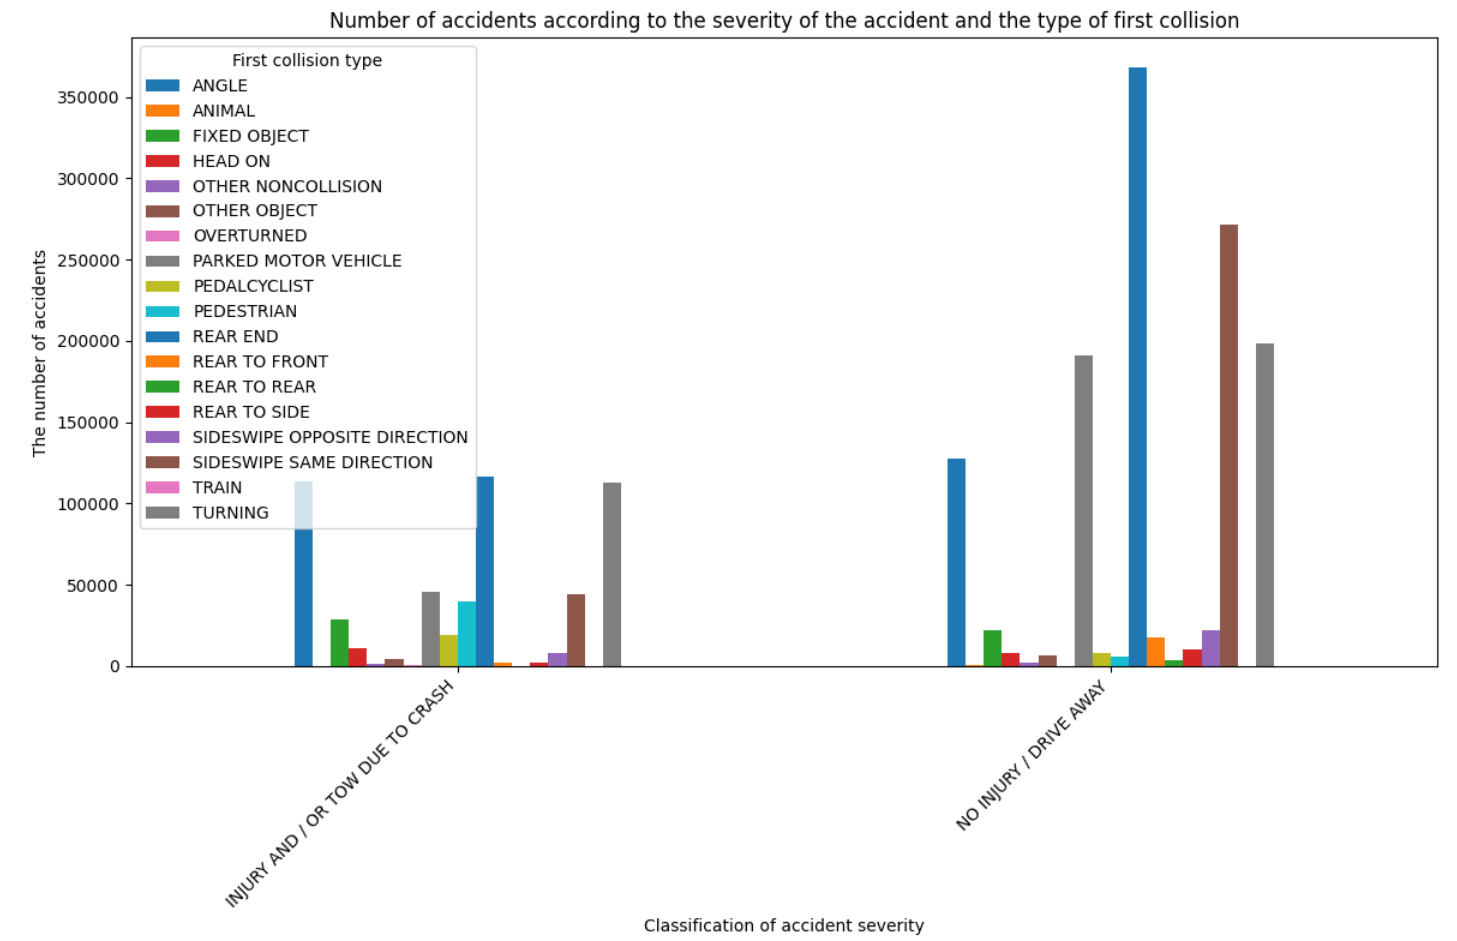 Number of accidents according to the severity of the accident and the type of first collision
First collision type
ANGLE
ANIMAL
FIXED OBJECT
HEAD ON
OTHER NONCOLLISION
OTHER OBJECT
OVERTURNED
PARKED MOTOR VEHICLE
PEDALCYCLIST
PEDESTRIAN
REAR END
REAR TO FRONT
REAR TO REAR
REAR TO SIDE
SIDESWIPE OPPOSITE DIRECTION
SIDESWIPE SAME DIRECTION
TRAIN
TURNING
350000
300000
250000
200000
150000
100000
50000
0
The number of accidents
INJURY AND / OR TOW DUE TO CRASH
NO INJURY / DRIVE AWAY
Classification of accident severity